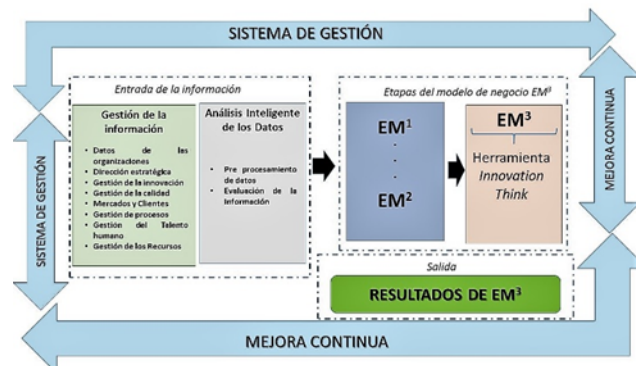 SISTEMA DE GESTIÓN
SISTEMA DE GESTIÓN
Entrada de la información
Gestión de la
información
• Datos de las
organizaciones
• Dirección estratégica
• Gestión de la innovación
• Gestión de la calidad
• Mercados y Clientes
• Gestión de procesos
• Gestión del Talento
humano
• Gestión de los Recursos
Análisis Inteligente
de los Datos
• Pre procesamiento
de datos
• Evaluación de la
Información
Etapas del modelo de negocio EM³
EM¹
.
.
.
EM²
EM³
Herramienta
Innovation
Think
MEJORA CONTINUA
Salida
RESULTADOS DE EM³
MEJORA CONTINUA